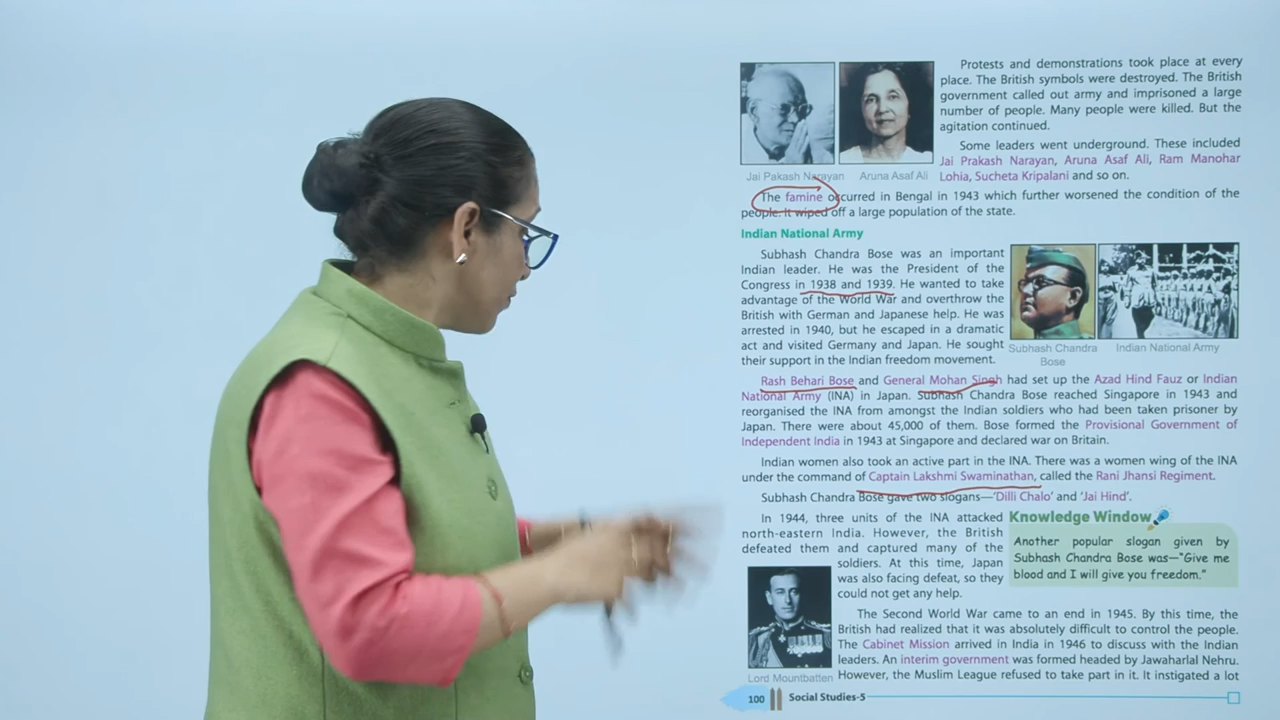 Protests and demonstrations took place at every
place. The British symbols were destroyed. The British
government called out army and imprisoned a large
number of people. Many people were killed. But the
agitation continued.
Some leaders went underground. These included
Jai Prakash Narayan, Aruna Asaf Ali, Ram Manohar
Lohia, Sucheta Kripalani and so on.
Jai Pakash Narayan
Aruna Asaf Ali
The famine occurred in Bengal in 1943 which further worsened the condition of the
people. It wiped off a large population of the state.
Indian National Army
Subhash Chandra Bose was an important
Indian leader. He was the President of the
Congress in 1938 and 1939. He wanted to take
advantage of the World War and overthrow the
British with German and Japanese help. He was
arrested in 1940, but he escaped in a dramatic
act and visited Germany and Japan. He sought
their support in the Indian freedom movement.
Subhash Chandra
Bose
Indian National Army
Rash Behari Bose and General Mohan Singh had set up the Azad Hind Fauz or Indian
National Army (INA) in Japan. Subhash Chandra Bose reached Singapore in 1943 and
reorganised the INA from amongst the Indian soldiers who had been taken prisoner by
Japan. There were about 45,000 of them. Bose formed the Provisional Government of
Independent India in 1943 at Singapore and declared war on Britain.
Indian women also took an active part in the INA. There was a women wing of the INA
under the command of Captain Lakshmi Swaminathan, called the Rani Jhansi Regiment.
Subhash Chandra Bose gave two slogans—'Dilli Chalo' and 'Jai Hind'.
In 1944, three units of the INA attacked
north-eastern India. However, the British
defeated them and captured many of the
soldiers. At this time, Japan
was also facing defeat, so they
could not get any help.
Knowledge Window
Another popular slogan given by
Subhash Chandra Bose was—"Give me
blood and I will give you freedom."
The Second World War came to an end in 1945. By this time, the
British had realized that it was absolutely difficult to control the people.
The Cabinet Mission arrived in India in 1946 to discuss with the Indian
leaders. An interim government was formed headed by Jawaharlal Nehru.
However, the Muslim League refused to take part in it. It instigated a lot
Lord Mountbatten
100
Social Studies-5